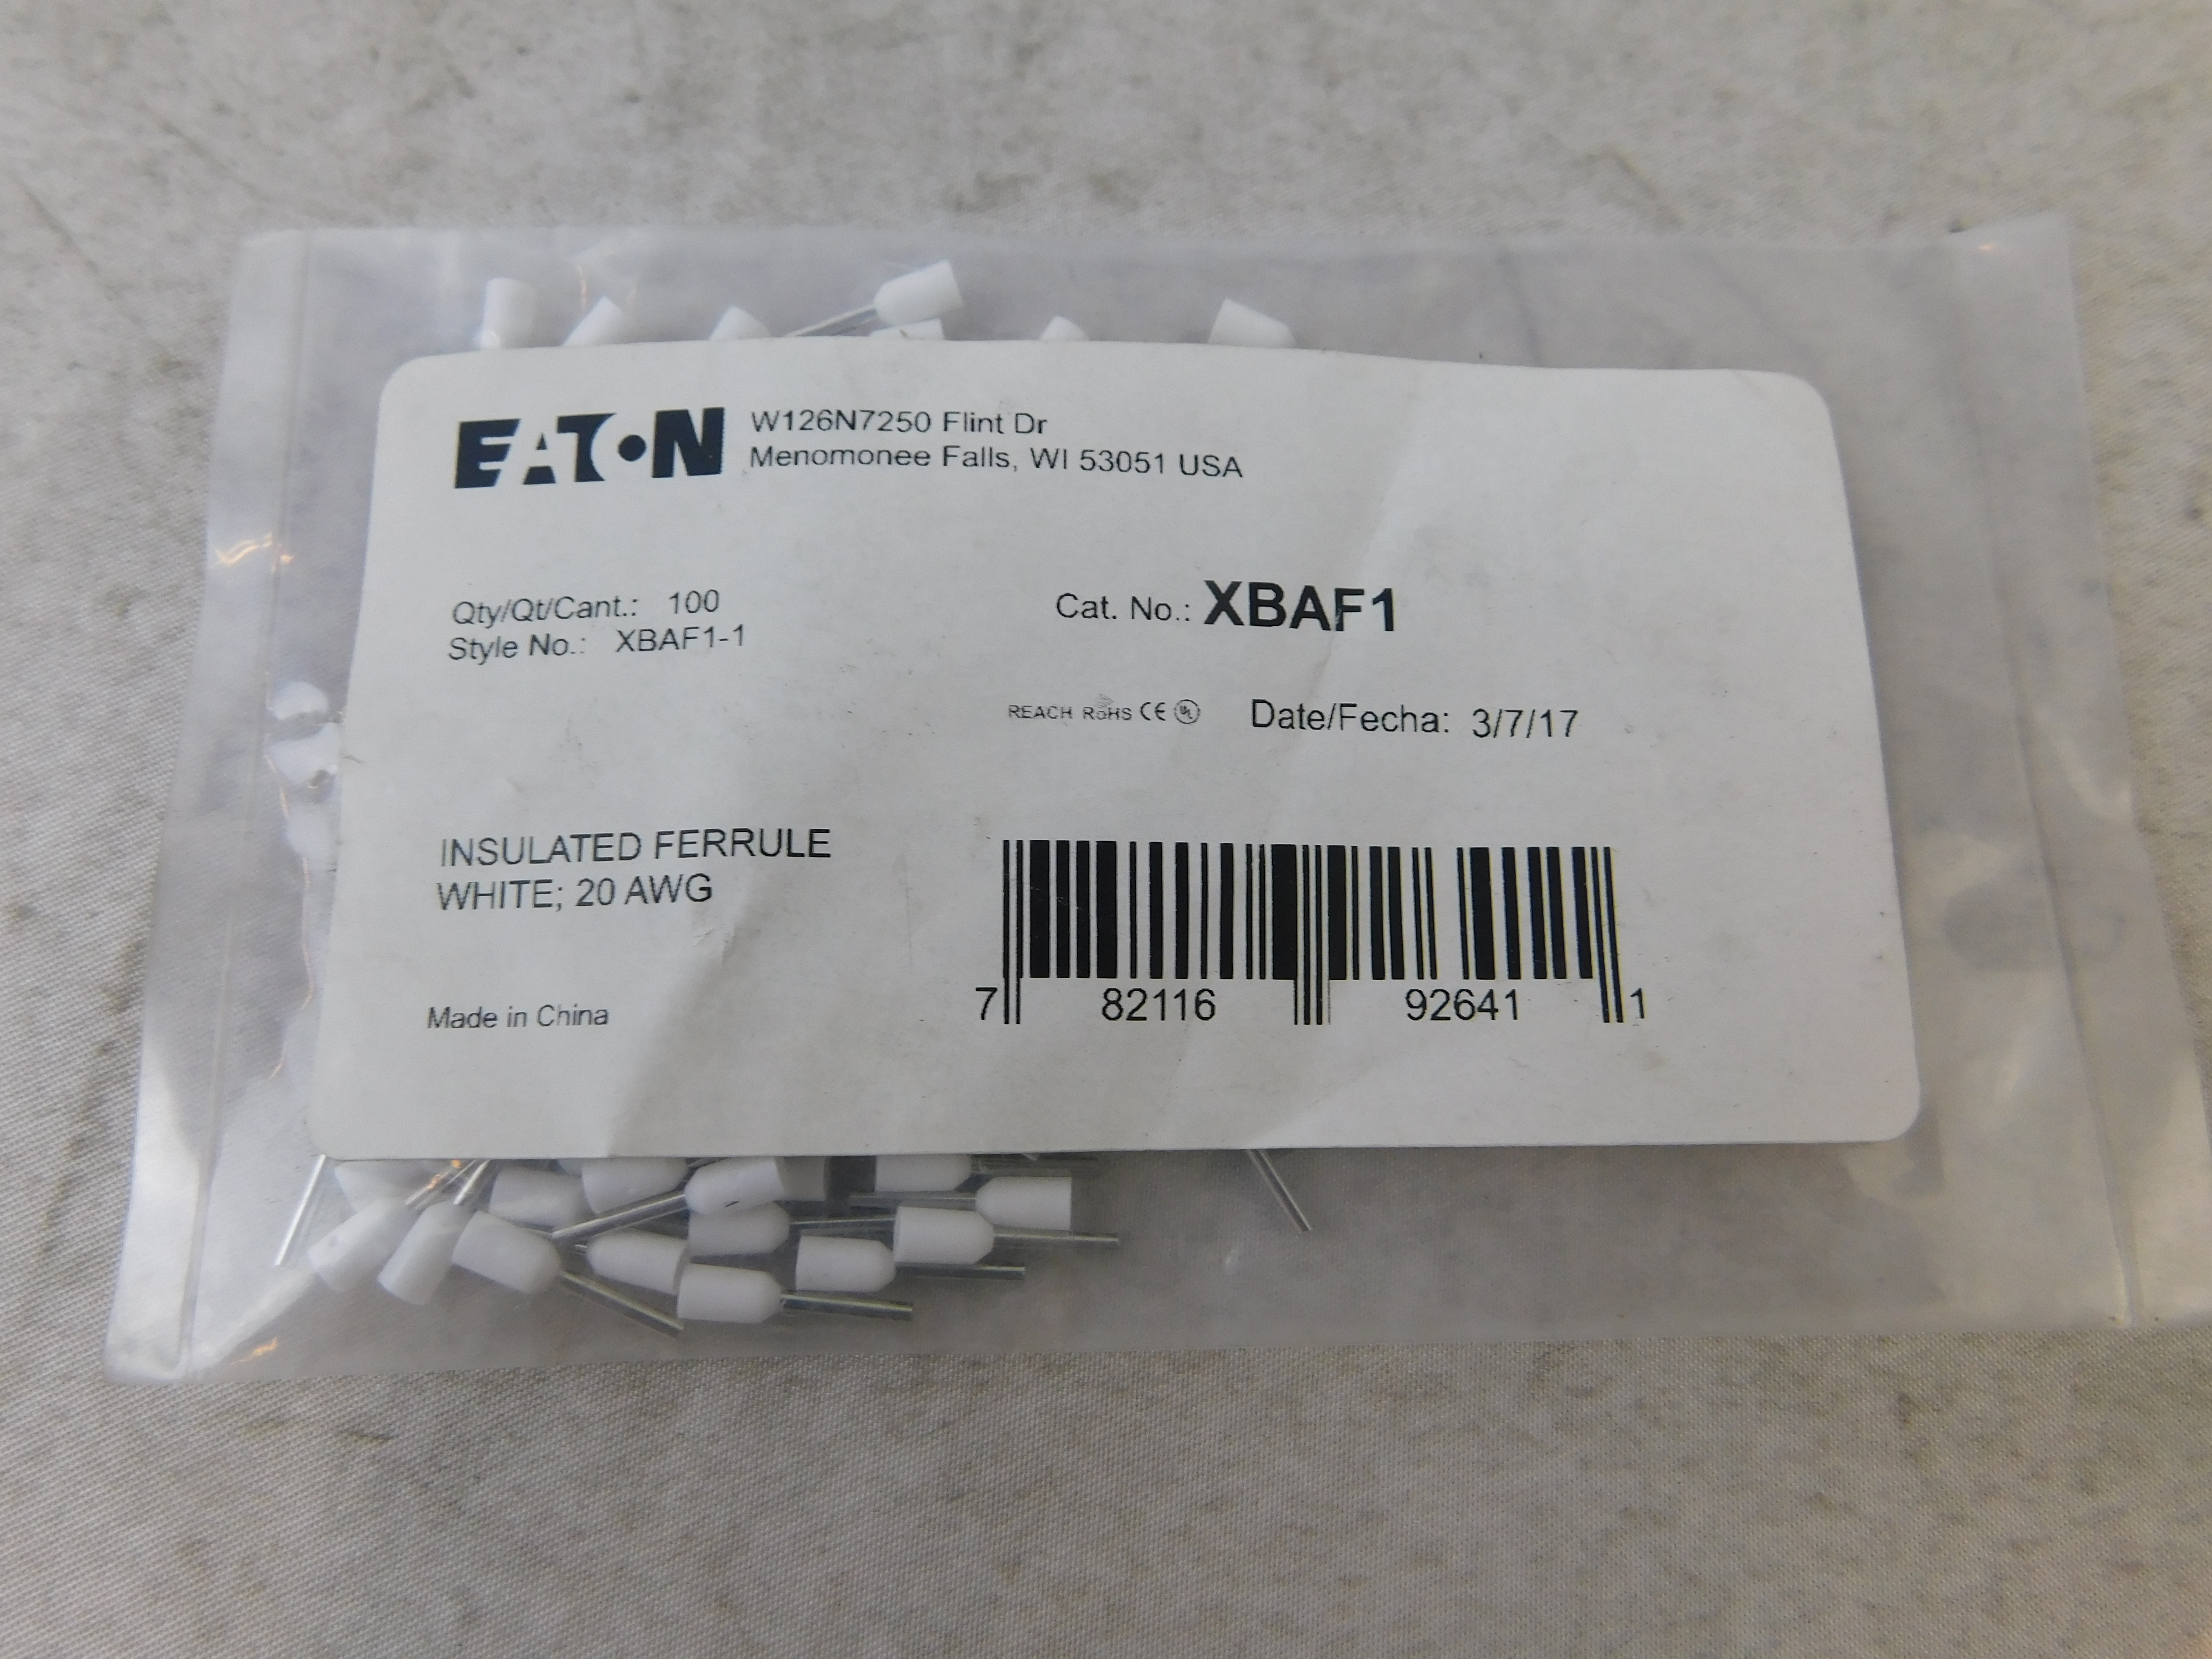 EATON
W126N7250 Flint Dr
Menomonee Falls, WI 53051 USA
Qty/Qt/Cant.: 100
Style No.: XBAF1-1
Cat. No.: XBAF1
REACH RoHS CE UL Date/Fecha: 3/7/17
INSULATED FERRULE
WHITE; 20 AWG
Made in China
7 82116 92641 1